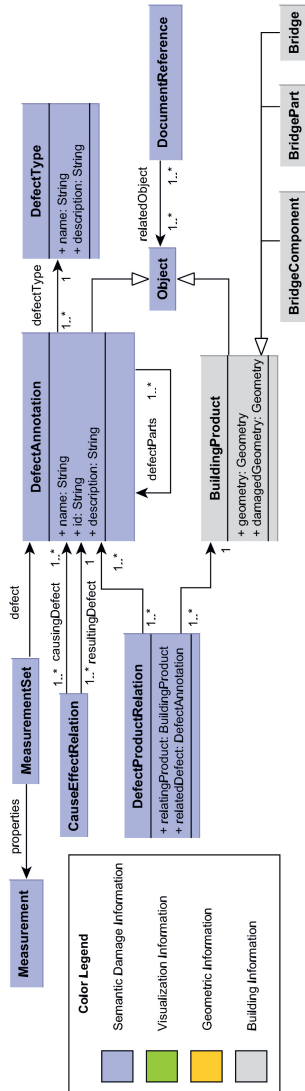 Measurement
properties
MeasurementSet
defect
DefectAnnotation
+ name: String
+ id: String
+ description: String
defectType
1..*
1
DefectType
+ name: String
+ description: String
CauseEffectRelation
1..*
causingDefect
1..*
1..*
resultingDefect
1
defectParts
1..*
Object
relatedObject
1..*
1..*
DocumentReference
DefectProductRelation
+ relatingProduct: BuildingProduct
+ relatedDefect: DefectAnnotation
1..*
1..*
1..*
1
BuildingProduct
+ geometry: Geometry
+ damagedGeometry: Geometry
BridgeComponent
BridgePart
Bridge
Color Legend
Semantic Damage Information
Visualization Information
Geometric Information
Building Information